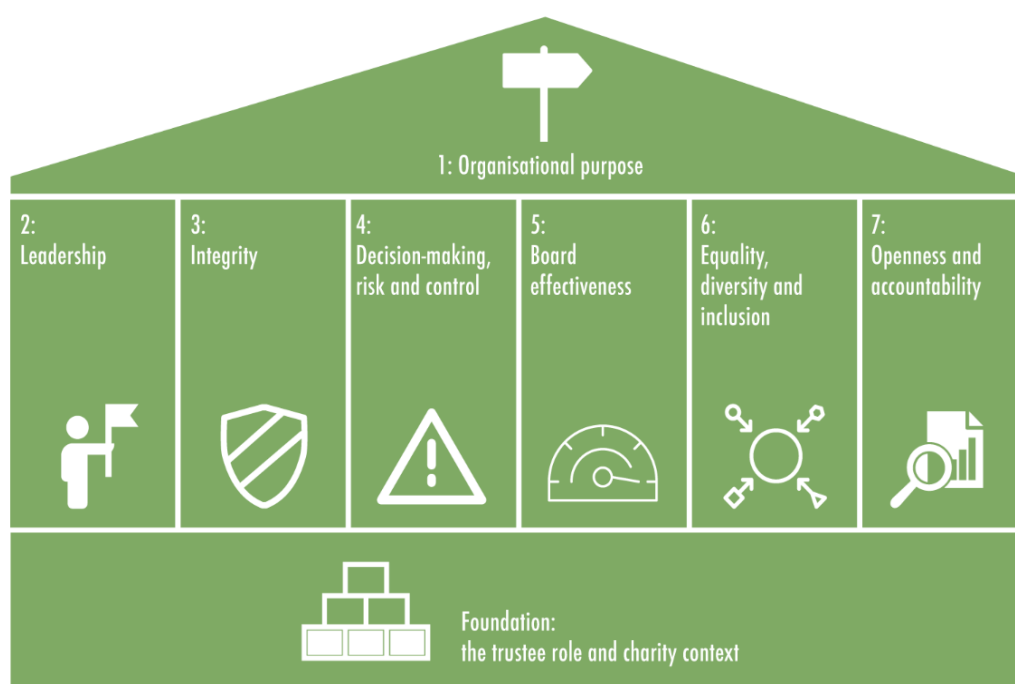 1: Organisational purpose
2:
Leadership
3:
Integrity
4:
Decision-making,
risk and control
5:
Board
effectiveness
6:
Equality,
diversity and
inclusion
7:
Openness and
accountability
Foundation:
the trustee role and charity context